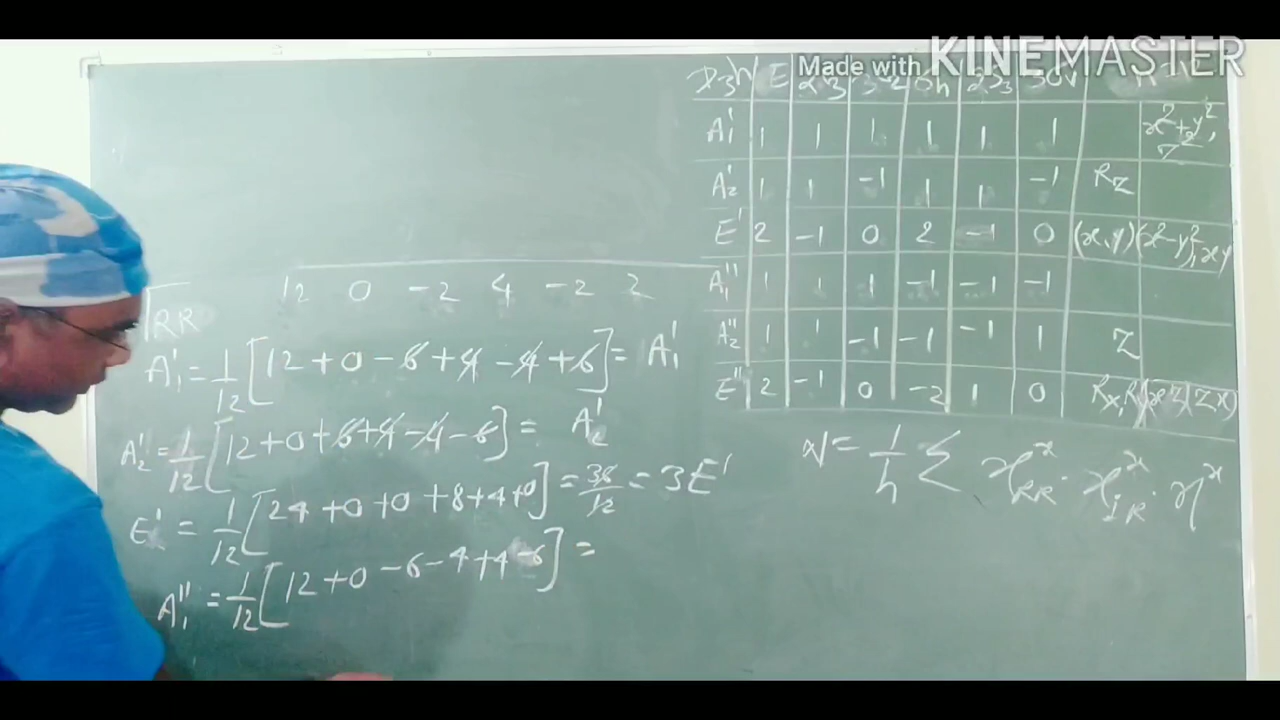 Made with KINEMASTER
D3h E 2C3 3C2 σh 2S3 3σv
A1' 1 1 1 1 1 1 x²+y², z²
A2' 1 1 -1 1 1 -1 Rz
E' 2 -1 0 2 -1 0 (x,y) (x²-y², xy
A1'' 1 1 1 -1 -1 -1
A2'' 1 1 -1 -1 -1 1 Z
E'' 2 -1 0 -2 1 0 Rx, R (xz)(zx)
ΓRR 12 0 -2 4 -2 2
A1' = 1/12 [12+0-6+4-4+6] = A1'
A2' = 1/12 [12+0+6+4-4-6] = A2'
E' = 1/12 [24+0+0+8+4+0] = 36/12 = 3E'
A1'' = 1/12 [12+0-6-4+4-6] =
N = 1/h Σ χRR^x · χIR^x · η^x